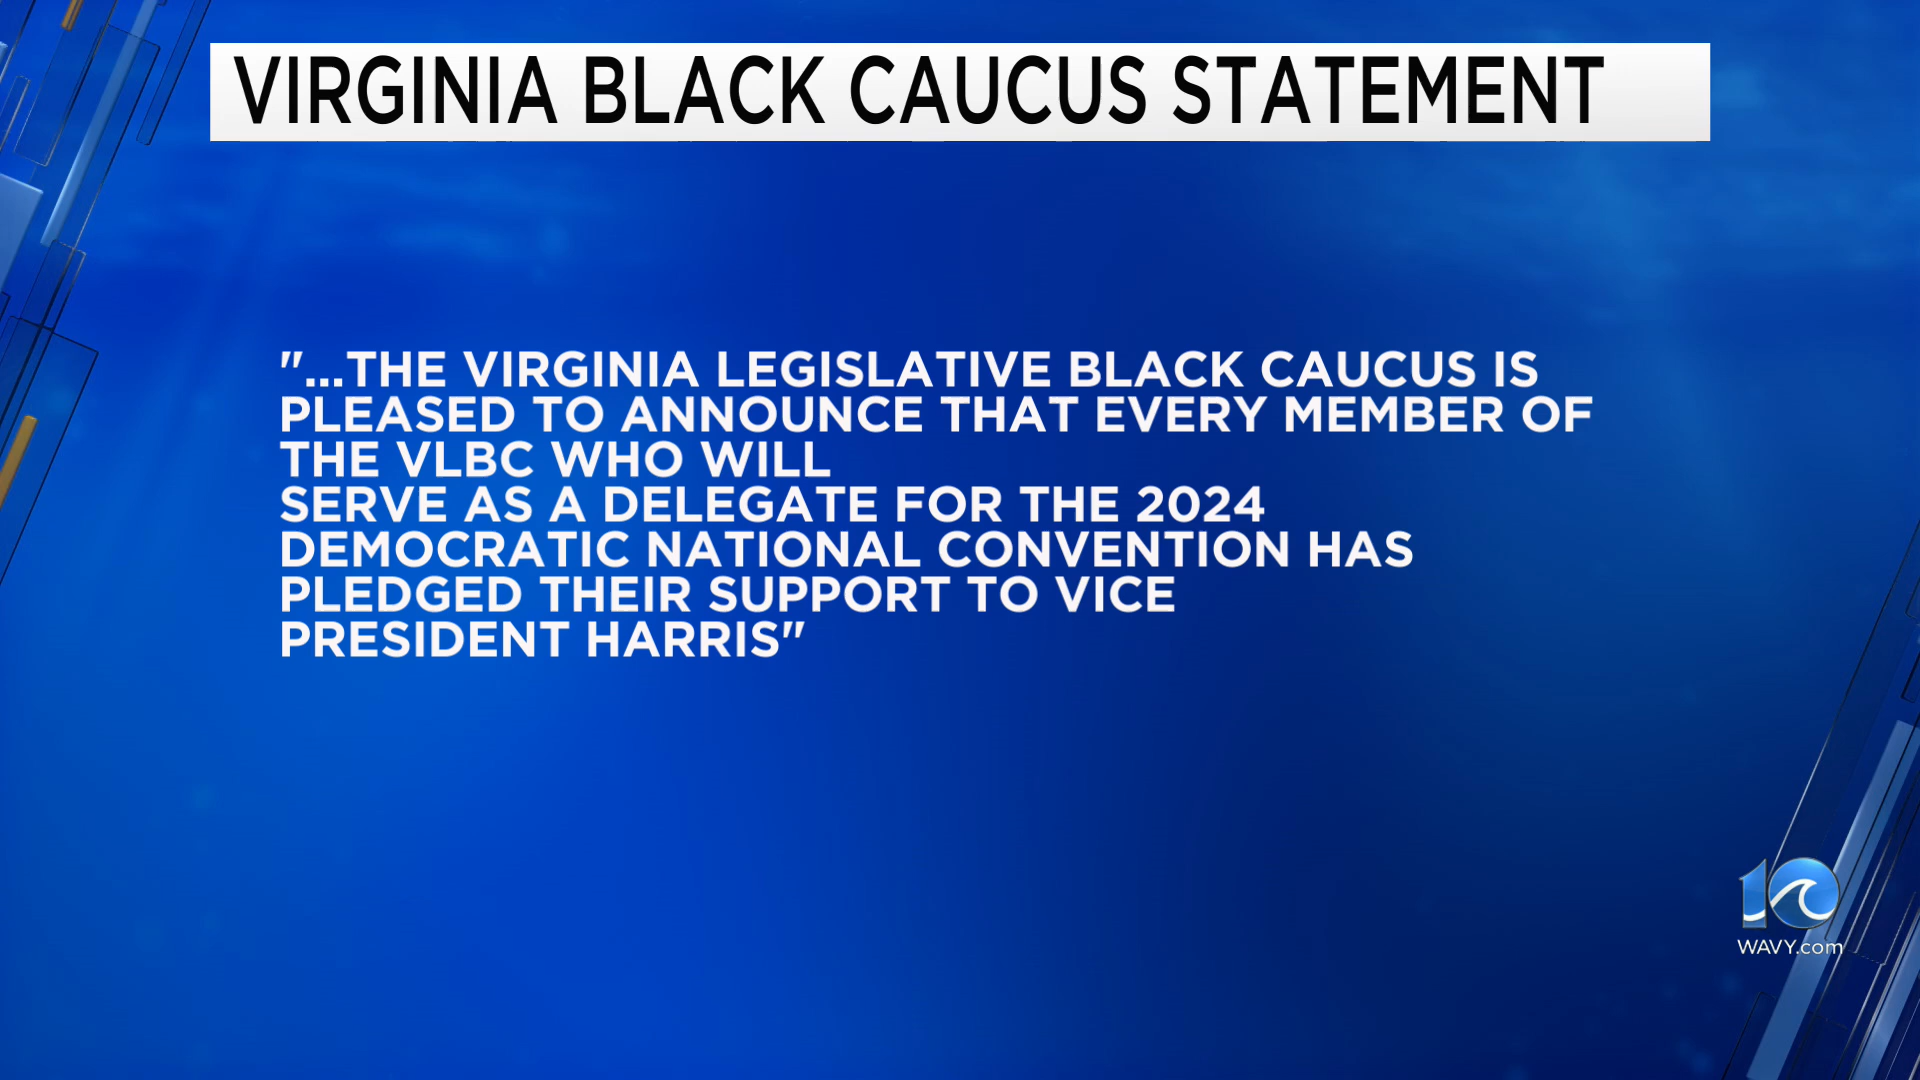 VIRGINIA BLACK CAUCUS STATEMENT
"...THE VIRGINIA LEGISLATIVE BLACK CAUCUS IS
PLEASED TO ANNOUNCE THAT EVERY MEMBER OF
THE VLBC WHO WILL
SERVE AS A DELEGATE FOR THE 2024
DEMOCRATIC NATIONAL CONVENTION HAS
PLEDGED THEIR SUPPORT TO VICE
PRESIDENT HARRIS"
10
WAVY.com